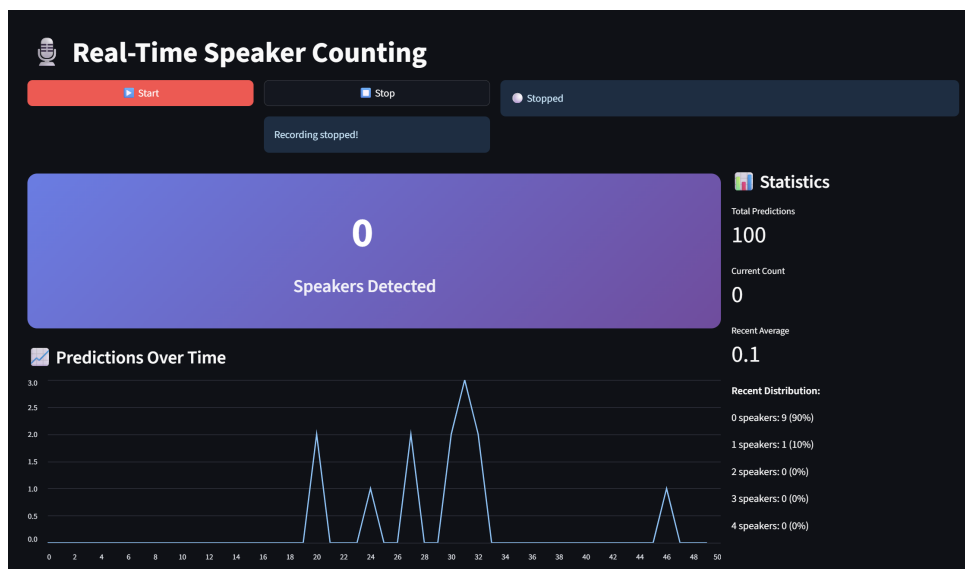 Real-Time Speaker Counting
Start
Stop
Stopped
Recording stopped!
0
Speakers Detected
Statistics
Total Predictions
100
Current Count
0
Recent Average
0.1
Recent Distribution:
0 speakers: 9 (90%)
1 speakers: 1 (10%)
2 speakers: 0 (0%)
3 speakers: 0 (0%)
4 speakers: 0 (0%)
Predictions Over Time
3.0
2.5
2.0
1.5
1.0
0.5
0.0
0 2 4 6 8 10 12 14 16 18 20 22 24 26 28 30 32 34 36 38 40 42 44 46 48 50